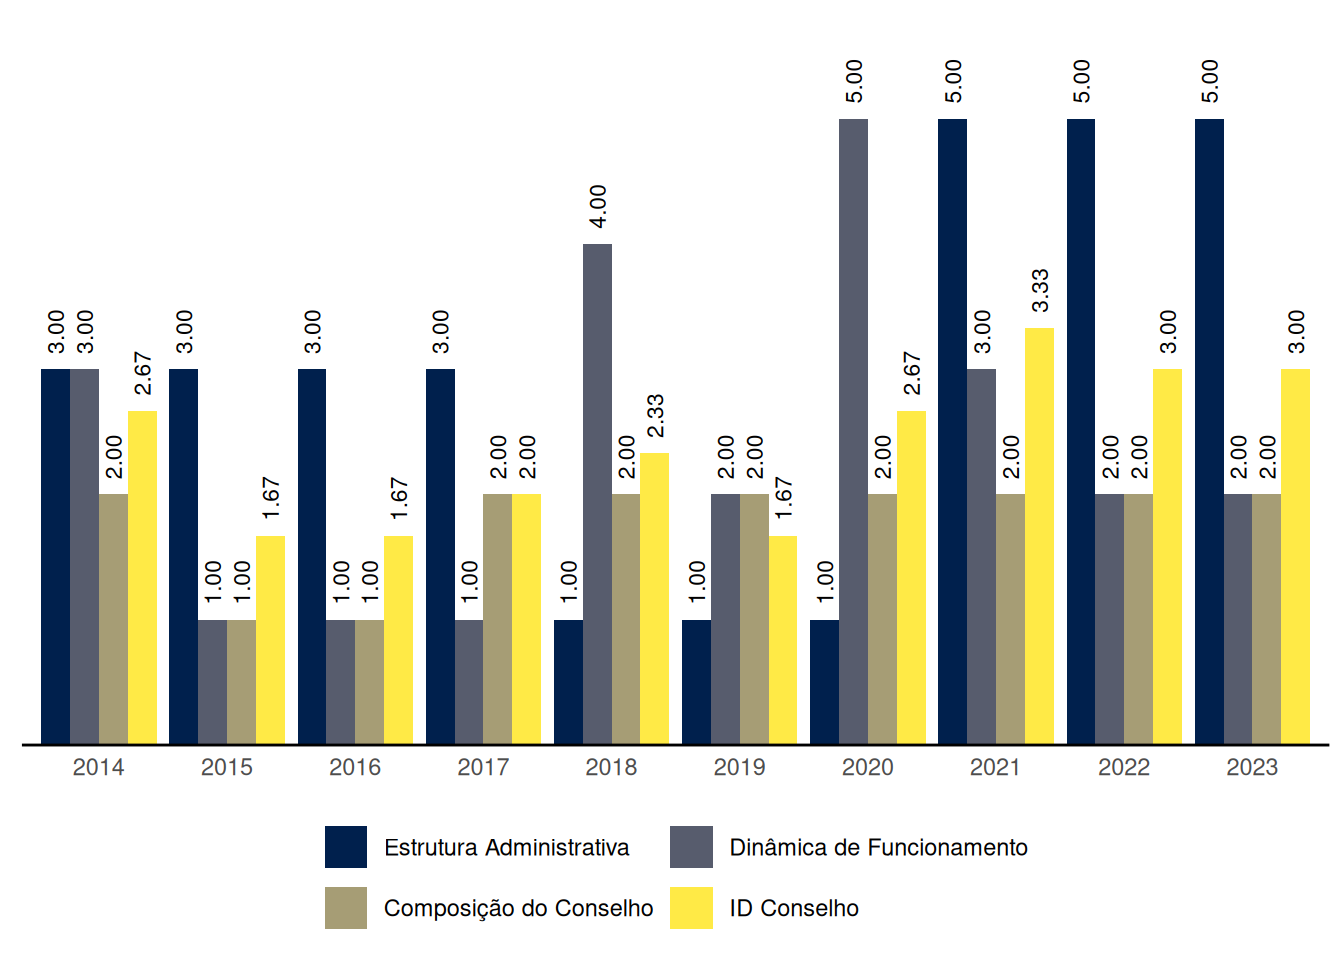 3.00 3.00 2.00 2.67 3.00 1.00 1.00 1.67 3.00 1.00 1.00 1.67 3.00 1.00 2.00 2.00 1.00 4.00 2.00 2.33 1.00 2.00 2.00 1.67 1.00 5.00 2.00 2.67 5.00 3.00 2.00 3.33 5.00 2.00 2.00 3.00 5.00 2.00 2.00 3.00
2014 2015 2016 2017 2018 2019 2020 2021 2022 2023
Estrutura Administrativa Dinâmica de Funcionamento
Composição do Conselho ID Conselho